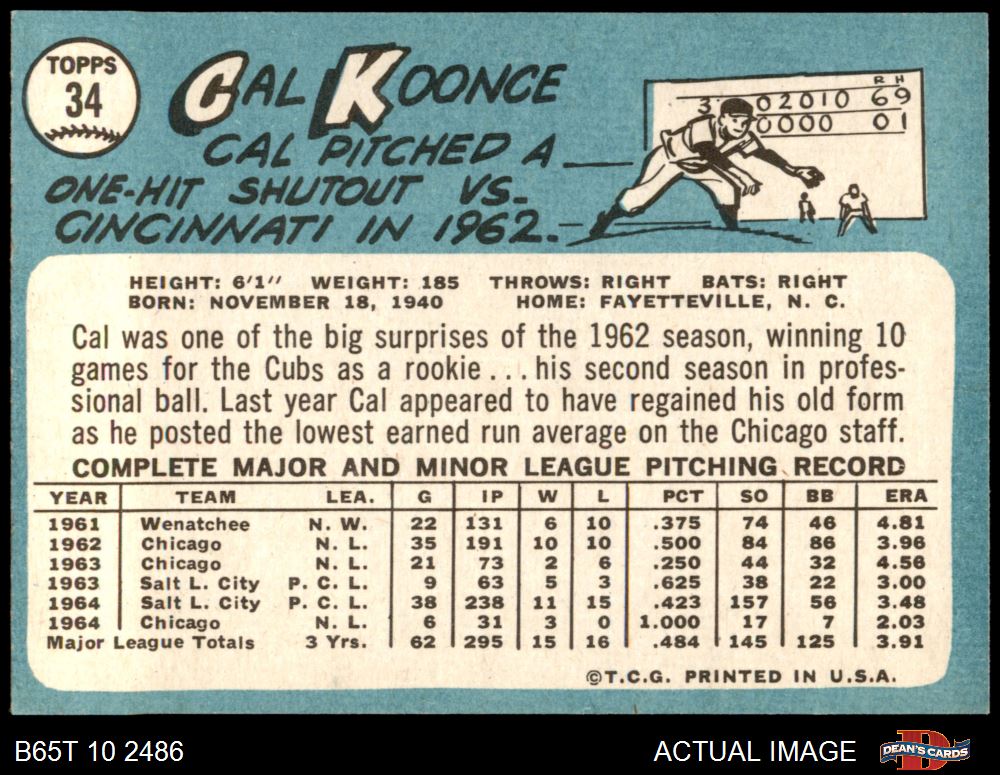 TOPPS
34
CAL KOONCE
CAL PITCHED A
ONE-HIT SHUTOUT VS.
CINCINNATI IN 1962.
R H
3 02010 69
0000 01
HEIGHT: 6'1" WEIGHT: 185 THROWS: RIGHT BATS: RIGHT
BORN: NOVEMBER 18, 1940 HOME: FAYETTEVILLE, N. C.
Cal was one of the big surprises of the 1962 season, winning 10
games for the Cubs as a rookie . . . his second season in profes-
sional ball. Last year Cal appeared to have regained his old form
as he posted the lowest earned run average on the Chicago staff.
COMPLETE MAJOR AND MINOR LEAGUE PITCHING RECORD
YEAR TEAM LEA. G IP W L PCT SO BB ERA
1961 Wenatchee N. W. 22 131 6 10 .375 74 46 4.81
1962 Chicago N. L. 35 191 10 10 .500 84 86 3.96
1963 Chicago N. L. 21 73 2 6 .250 44 32 4.56
1963 Salt L. City P. C. L. 9 63 5 3 .625 38 22 3.00
1964 Salt L. City P. C. L. 38 238 11 15 .423 157 56 3.48
1964 Chicago N. L. 6 31 3 0 1.000 17 7 2.03
Major League Totals 3 Yrs. 62 295 15 16 .484 145 125 3.91
©T.C.G. PRINTED IN U.S.A.
B65T 10 2486 ACTUAL IMAGE D DEAN'S CARDS